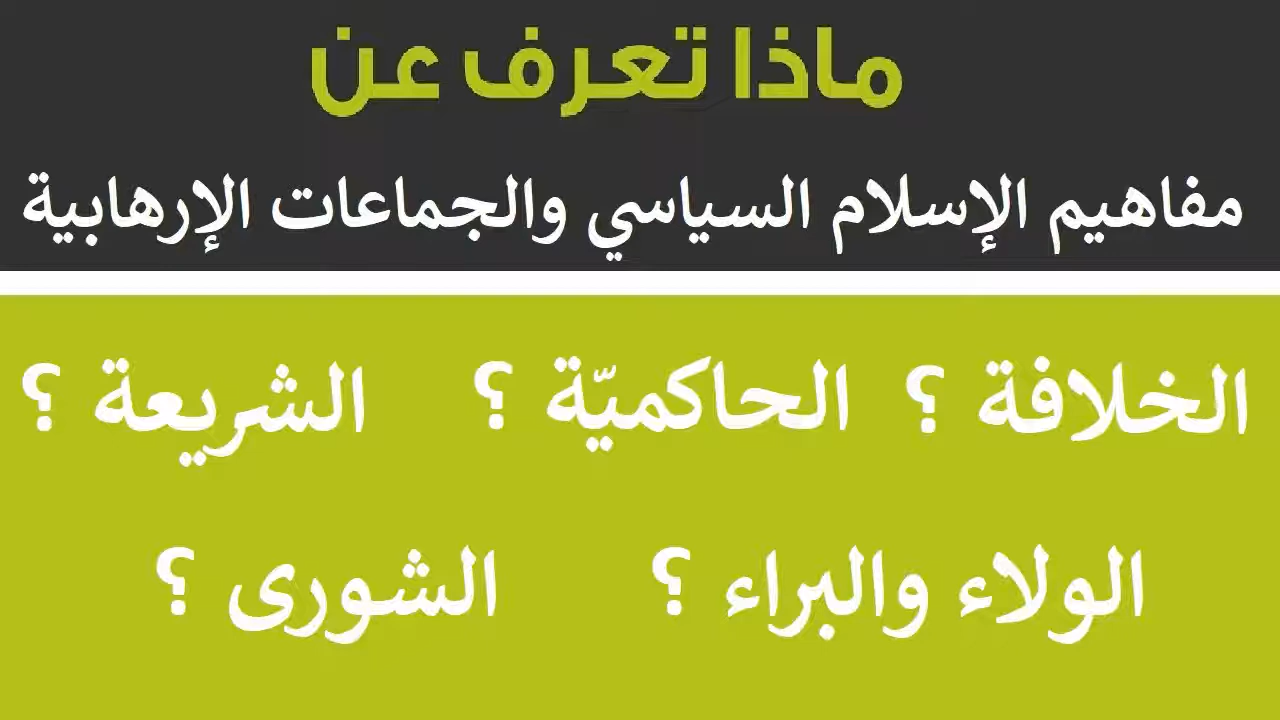 ماذا تعرف عن
مفاهيم الإسلام السياسي والجماعات الإرهابية
الخلافة ؟ الحاكميّة ؟ الشريعة ؟
الولاء والبراء ؟ الشورى ؟